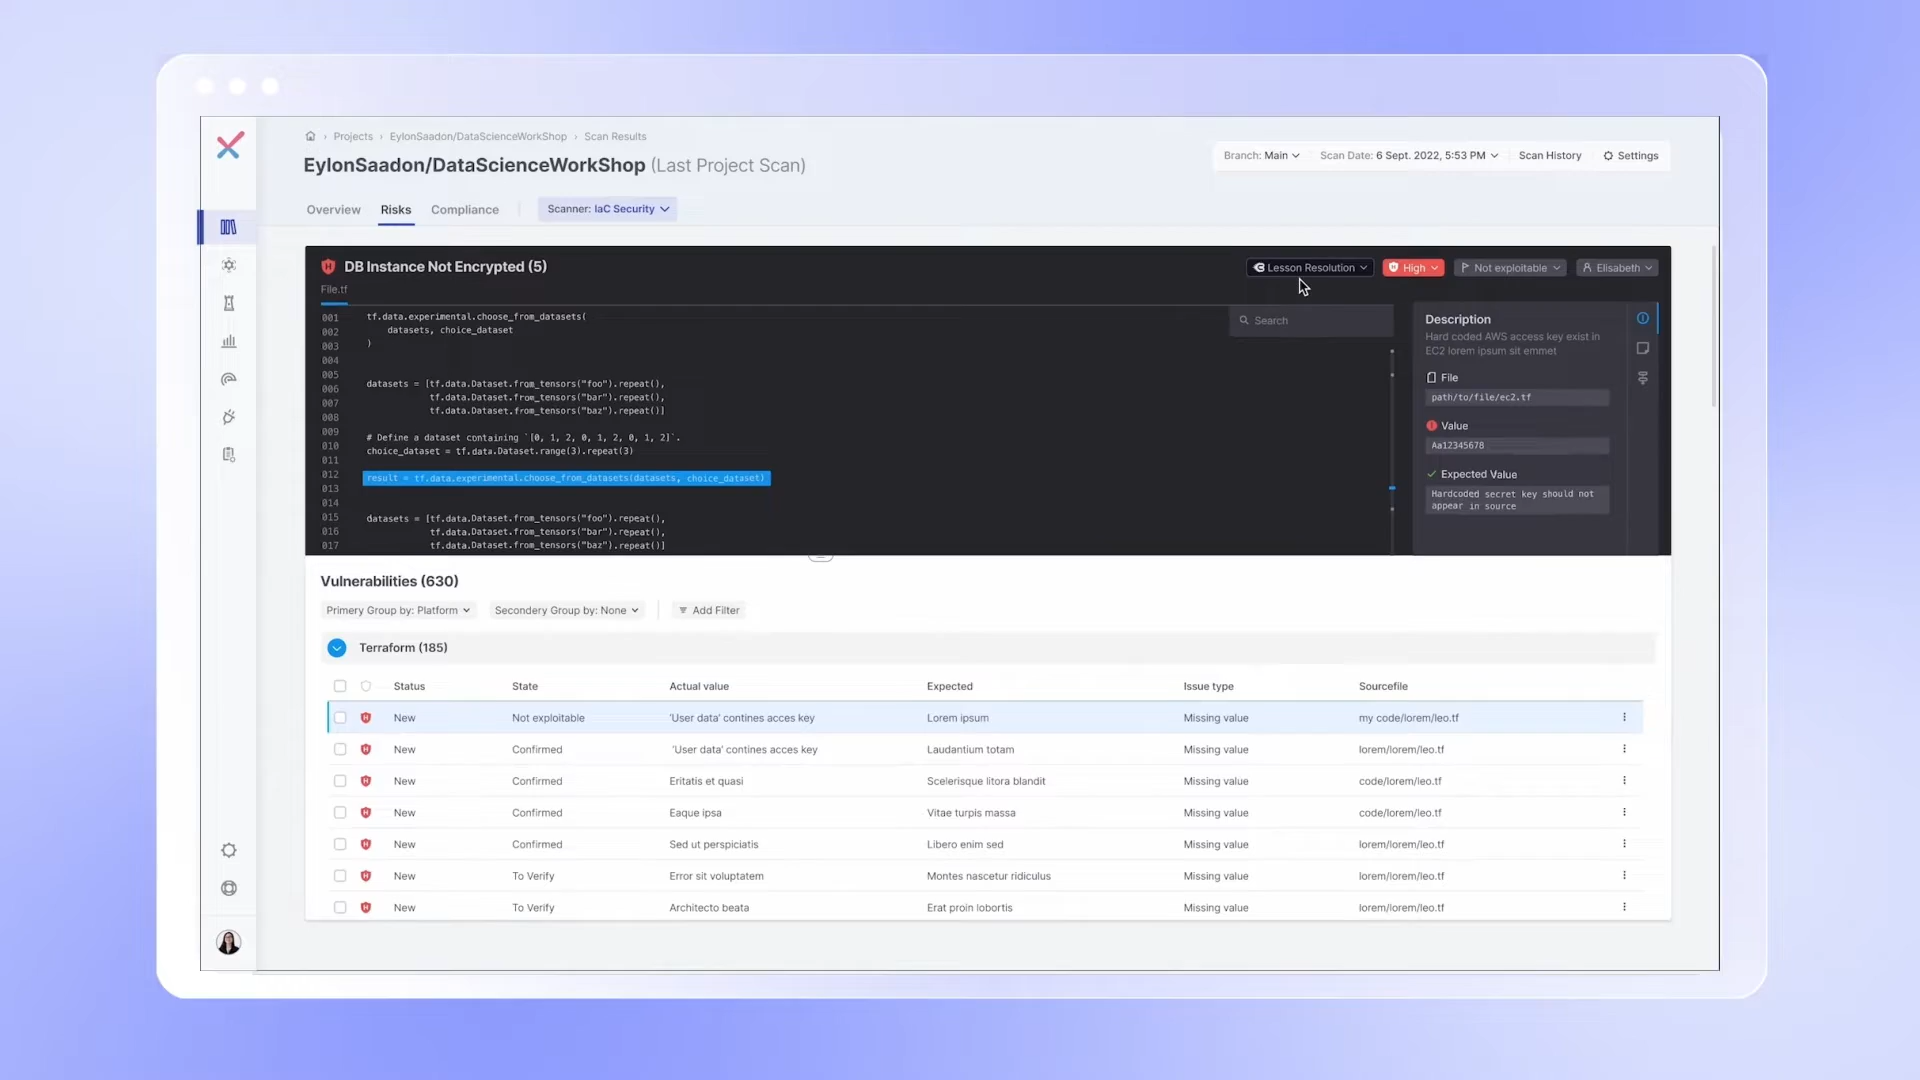 Projects › EylonSaadon/DataScienceWorkShop › Scan Results
EylonSaadon/DataScienceWorkShop (Last Project Scan)
Branch: Main
Scan Date: 6 Sept. 2022, 5:53 PM
Scan History
Settings
Overview
Risks
Compliance
Scanner: IaC Security
DB Instance Not Encrypted (5)
Lesson Resolution
High
Not exploitable
Elisabeth
File.tf
001
002
003
004
005
006
007
008
009
010
011
012
013
014
015
016
017
tf.data.experimental.choose_from_datasets(
datasets, choice_dataset
)
datasets = [tf.data.Dataset.from_tensors("foo").repeat(),
tf.data.Dataset.from_tensors("bar").repeat(),
tf.data.Dataset.from_tensors("baz").repeat()]
# Define a dataset containing `[0, 1, 2, 0, 1, 2, 0, 1, 2]`.
choice_dataset = tf.data.Dataset.range(3).repeat(3)
result = tf.data.experimental.choose_from_datasets(datasets, choice_dataset)
datasets = [tf.data.Dataset.from_tensors("foo").repeat(),
tf.data.Dataset.from_tensors("bar").repeat(),
tf.data.Dataset.from_tensors("baz").repeat()]
Search
Description
Hard coded AWS access key exist in
EC2 lorem ipsum sit emmet
File
path/to/file/ec2.tf
Value
Aa12345678
Expected Value
Hardcoded secret key should not
appear in source
Vulnerabilities (630)
Primery Group by: Platform
Secondery Group by: None
Add Filter
Terraform (185)
Status State Actual value Expected Issue type Sourcefile
H New Not exploitable 'User data' contines acces key Lorem ipsum Missing value my code/lorem/leo.tf
H New Confirmed 'User data' contines acces key Laudantium totam Missing value lorem/lorem/leo.tf
H New Confirmed Eritatis et quasi Scelerisque litora blandit Missing value code/lorem/leo.tf
H New Confirmed Eaque ipsa Vitae turpis massa Missing value code/lorem/leo.tf
H New Confirmed Sed ut perspiciatis Libero enim sed Missing value lorem/lorem/leo.tf
H New To Verify Error sit voluptatem Montes nascetur ridiculus Missing value lorem/lorem/leo.tf
H New To Verify Architecto beata Erat proin lobortis Missing value lorem/lorem/leo.tf